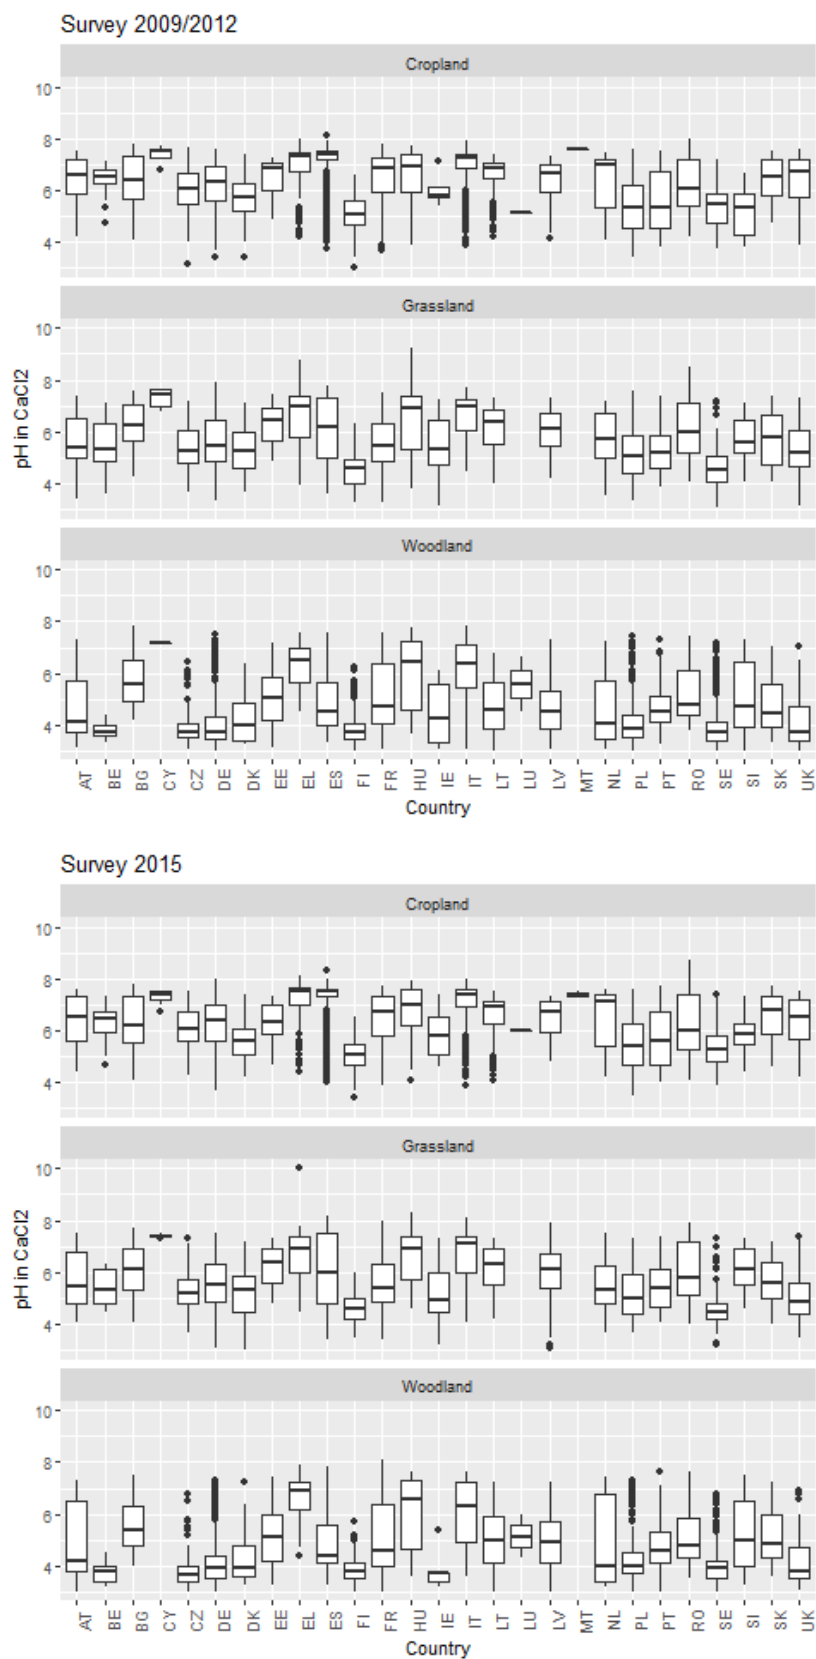 Survey 2009/2012
Cropland
10
8
6
4
Grassland
10
8
6
4
pH in CaCl2
Woodland
10
8
6
4
AT BE BG CY CZ DE DK EE EL ES FI FR HU IE IT LT LU LV MT NL PL PT RO SE SI SK UK
Country
Survey 2015
Cropland
10
8
6
4
Grassland
10
8
6
4
pH in CaCl2
Woodland
10
8
6
4
AT BE BG CY CZ DE DK EE EL ES FI FR HU IE IT LT LU LV MT NL PL PT RO SE SI SK UK
Country